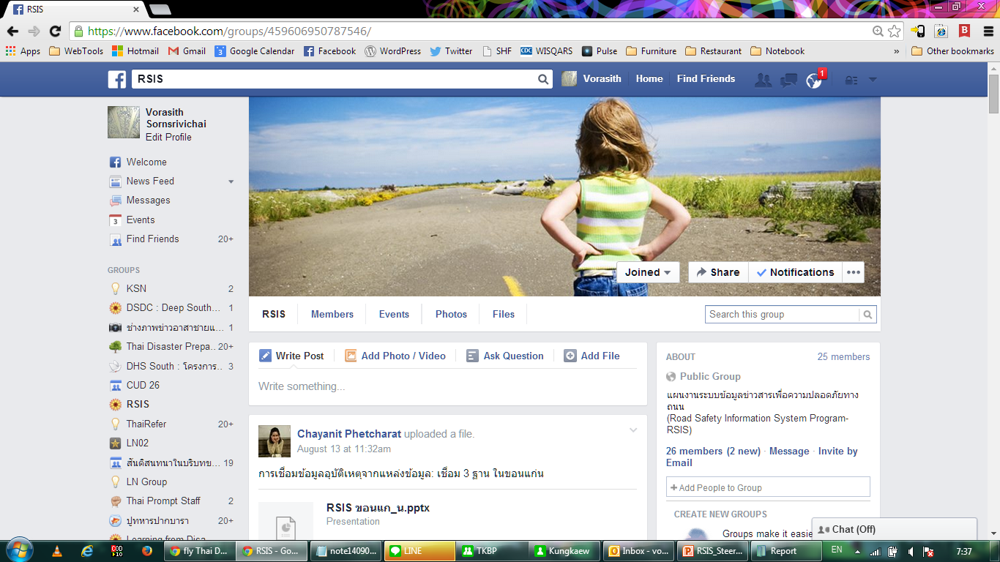 RSIS
https://www.facebook.com/groups/459606950787546/
Apps WebTools Hotmail Gmail Google Calendar Facebook WordPress Twitter SHF WISQARS Pulse Furniture Restaurant Notebook » Other bookmarks
RSIS Vorasith Home Find Friends 1
Vorasith
Sornsrivichai
Edit Profile
Welcome
News Feed
Messages
Events
Find Friends 20+
GROUPS
KSN 2
DSDC : Deep South... 1
ช่างภาพข่าวอาสาชายแ... 1
Thai Disaster Prepa... 20+
DHS South : โครงการ... 3
CUD 26
RSIS
ThaiRefer 20+
LN02
สันติสนทนาในบริบทข... 19
LN Group
Thai Prompt Staff 2
ปูทหารปากบารา 20+
Learning from Disa...
Joined Share Notifications
RSIS Members Events Photos Files Search this group
Write Post Add Photo / Video Ask Question Add File
Write something...
Chayanit Phetcharat uploaded a file.
August 13 at 11:32am
การเชื่อมข้อมูลอุบัติเหตุจากแหล่งข้อมูล: เชื่อม 3 ฐาน ในขอนแก่น
RSIS ขอนแก_น.pptx
Presentation
ABOUT 25 members
Public Group
แผนงานระบบข้อมูลข่าวสารเพื่อความปลอดภัยทาง
ถนน
(Road Safety Information System Program-
RSIS)
26 members (2 new) · Message · Invite by
Email
Add People to Group
CREATE NEW GROUPS
Groups make it easie
Chat (Off)
fly Thai D... RSIS - Go... note14090... LINE TKBP Kungkaew Inbox - vo... RSIS_Steer... Report EN 7:37